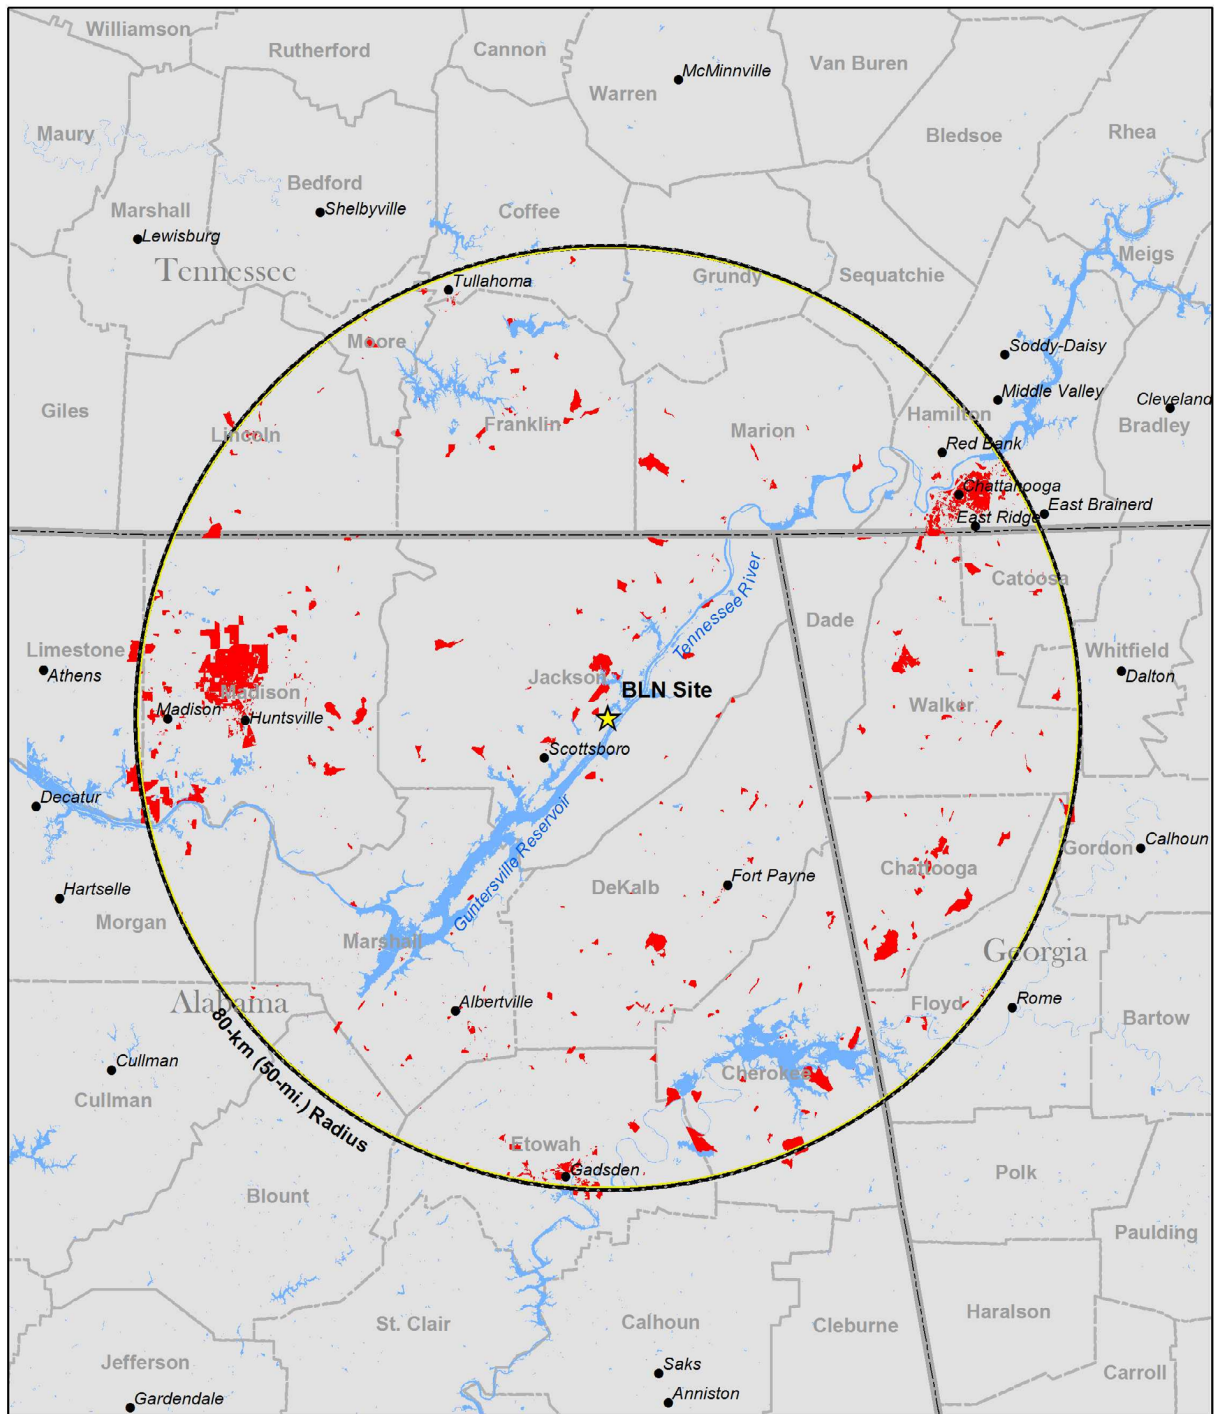 Williamson
Rutherford
Cannon
McMinnville
Van Buren
Warren
Maury
Bledsoe
Rhea
Bedford
Marshall
Shelbyville
Coffee
Lewisburg
Tennessee
Meigs
Grundy
Sequatchie
Tullahoma
Moore
Soddy-Daisy
Middle Valley
Cleveland
Giles
Hamilton
Bradley
Lincoln
Franklin
Marion
Red Bank
Chattanooga
East Ridge
East Brainerd
Catoosa
Tennessee River
Dade
Limestone
Athens
Whitfield
Dalton
Jackson
BLN Site
Madison
Walker
Madison
Huntsville
Scottsboro
Decatur
Guntersville Reservoir
Calhoun
Gordon
Hartselle
DeKalb
Fort Payne
Chattooga
Morgan
Marshall
Georgia
Alabama
Albertville
Floyd
Rome
Bartow
80-km (50-mi.) Radius
Cullman
Cherokee
Cullman
Etowah
Gadsden
Polk
Blount
Paulding
Haralson
St. Clair
Calhoun
Cleburne
Jefferson
Saks
Carroll
Gardendale
Anniston